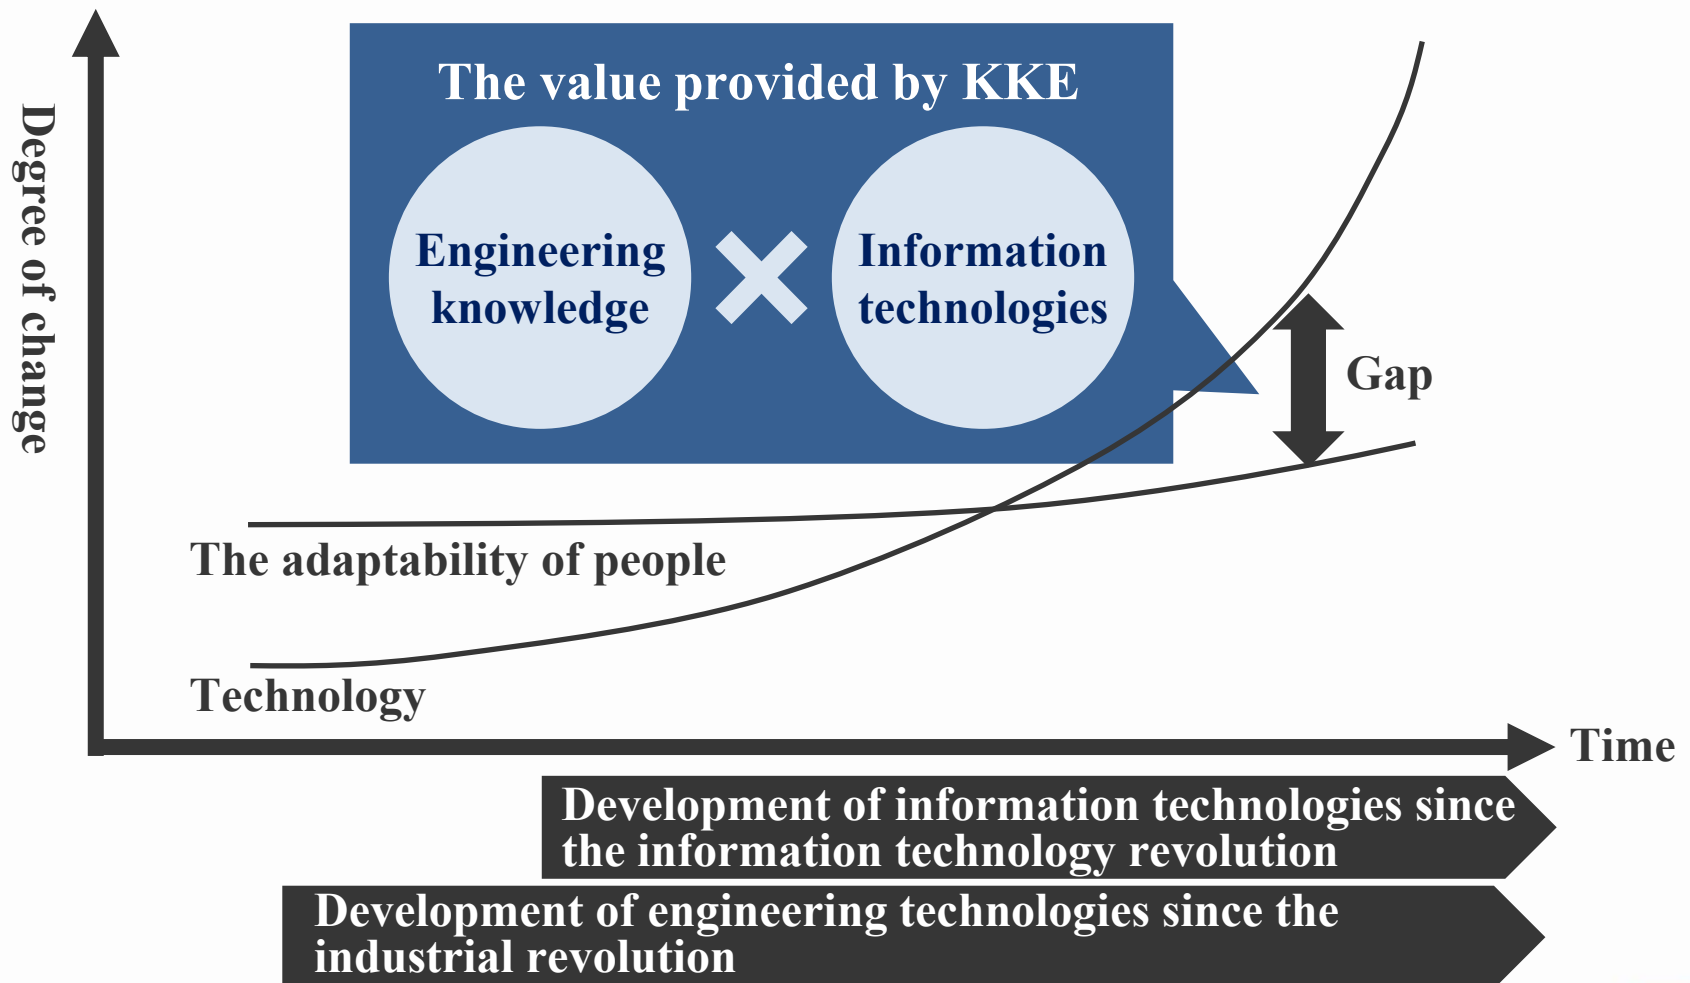 Degree of change
The value provided by KKE
Engineering
knowledge
Information
technologies
Gap
The adaptability of people
Technology
Time
Development of information technologies since
the information technology revolution
Development of engineering technologies since the
industrial revolution